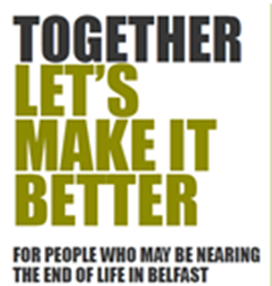 TOGETHER
LET'S
MAKE IT
BETTER
FOR PEOPLE WHO MAY BE NEARING
THE END OF LIFE IN BELFAST